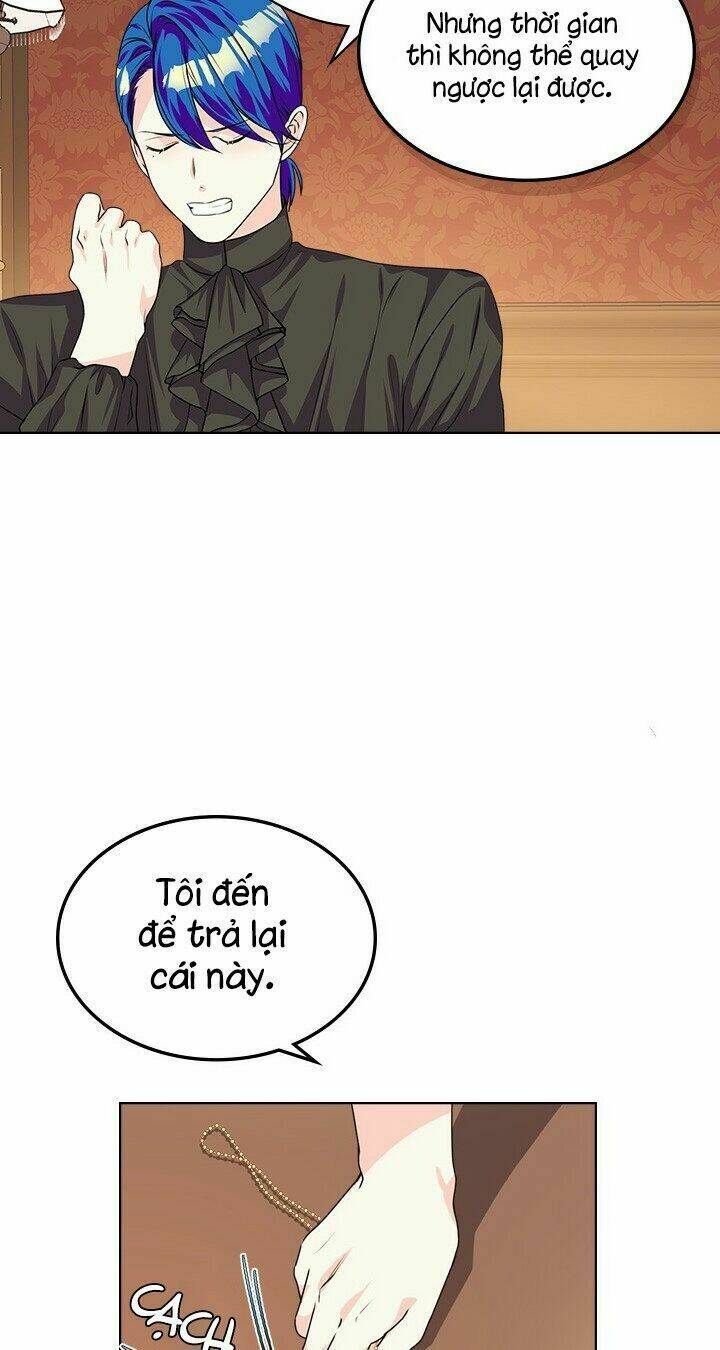 Nhưng thời gian
thì không thể quay
ngược lại được.
Tôi đến
để trả lại
cái này.
CẠCH